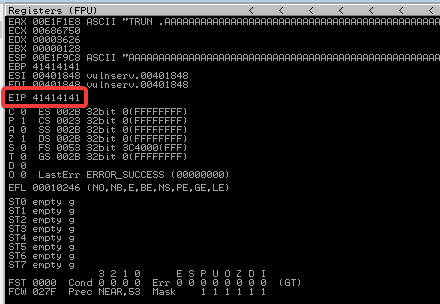 Registers (FPU) < < < < < <
EAX 00E1F1E8 ASCII "TRUN .AAAAAAAAAAAAAAAAAAAAAAAAAAAAAAAAAAAAAAAA
ECX 00686750
EDX 00003626
EBX 00000128
ESP 00E1F9C8 ASCII "AAAAAAAAAAAAAAAAAAAAAAAAAAAAAAAAAAAAAAAAAAAAAA
EBP 41414141
ESI 00401848 vulnserv.00401848
EDI 00401848 vulnserv.00401848
EIP 41414141
C 0 ES 002B 32bit 0(FFFFFFFF)
P 1 CS 0023 32bit 0(FFFFFFFF)
A 0 SS 002B 32bit 0(FFFFFFFF)
Z 1 DS 002B 32bit 0(FFFFFFFF)
S 0 FS 0053 32bit 3C4000(FFF)
T 0 GS 002B 32bit 0(FFFFFFFF)
D 0
O 0 LastErr ERROR_SUCCESS (00000000)
EFL 00010246 (NO,NB,E,BE,NS,PE,GE,LE)
ST0 empty g
ST1 empty g
ST2 empty g
ST3 empty g
ST4 empty g
ST5 empty g
ST6 empty g
ST7 empty g
3 2 1 0 E S P U O Z D I
FST 0000 Cond 0 0 0 0 Err 0 0 0 0 0 0 0 0 (GT)
FCW 027F Prec NEAR,53 Mask 1 1 1 1 1 1